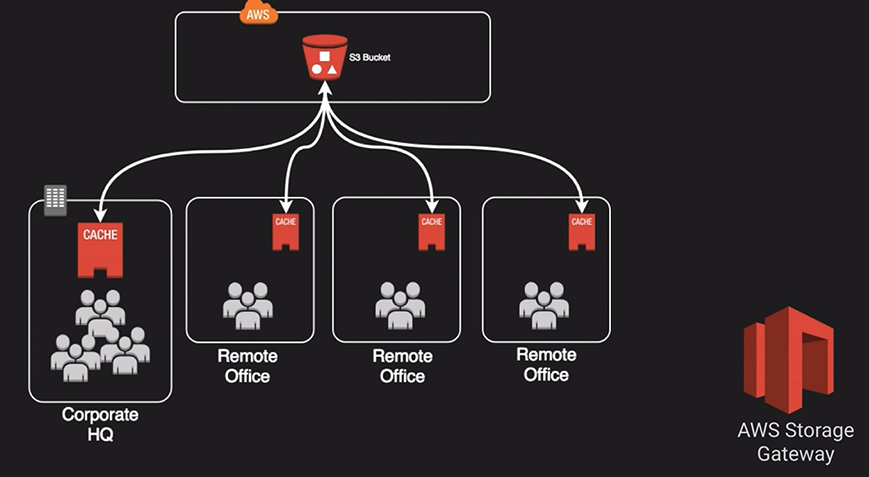 AWS
S3 Bucket
CACHE
CACHE
CACHE
CACHE
Remote
Office
Remote
Office
Remote
Office
Corporate
HQ
AWS Storage
Gateway